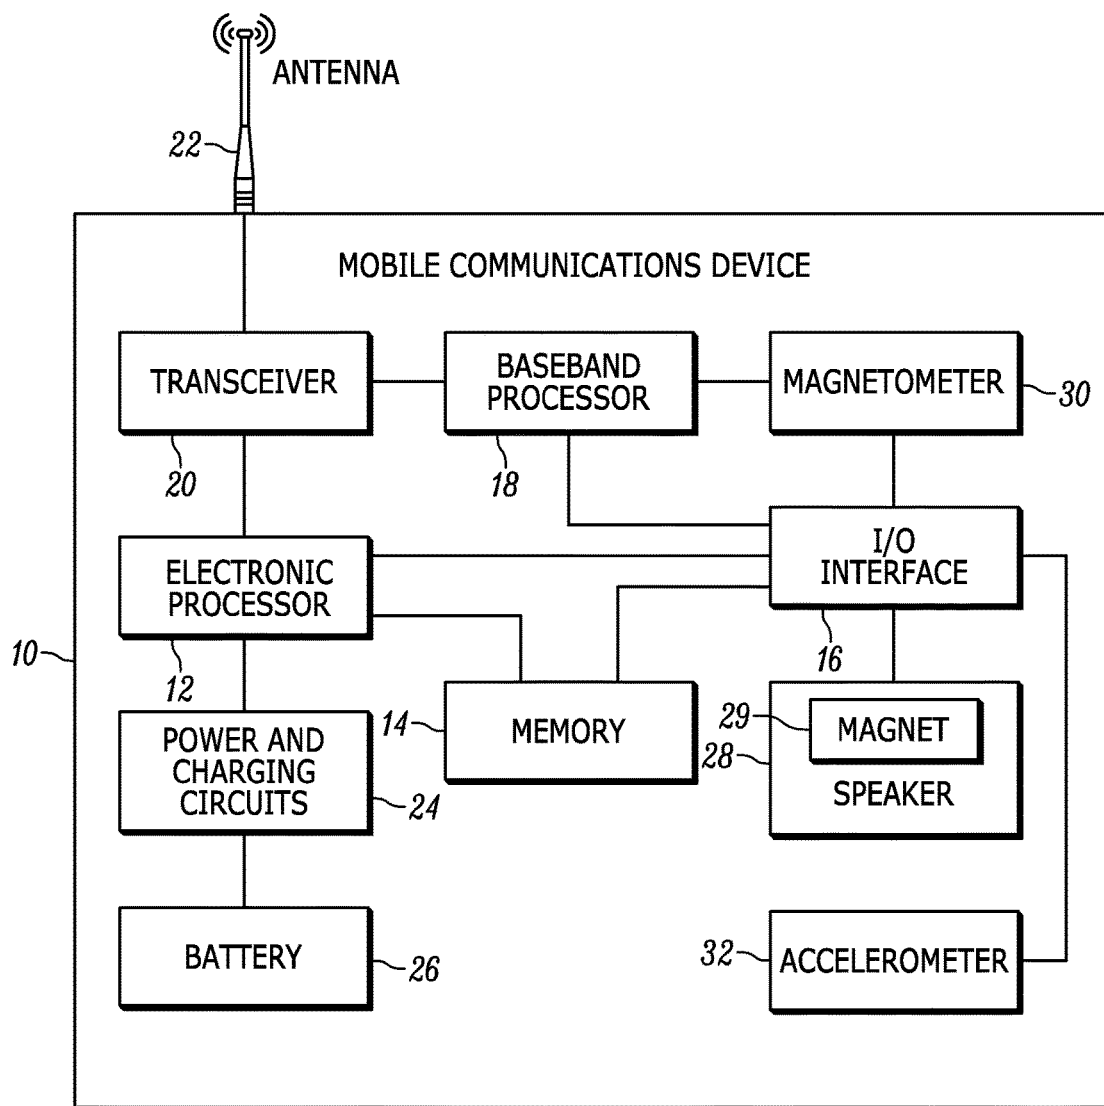 ANTENNA
22
MOBILE COMMUNICATIONS DEVICE
TRANSCEIVER
20
BASEBAND
PROCESSOR
18
MAGNETOMETER
30
ELECTRONIC
PROCESSOR
12
I/O
INTERFACE
16
10
POWER AND
CHARGING
CIRCUITS
24
14
MEMORY
29
MAGNET
28
SPEAKER
BATTERY
26
32
ACCELEROMETER